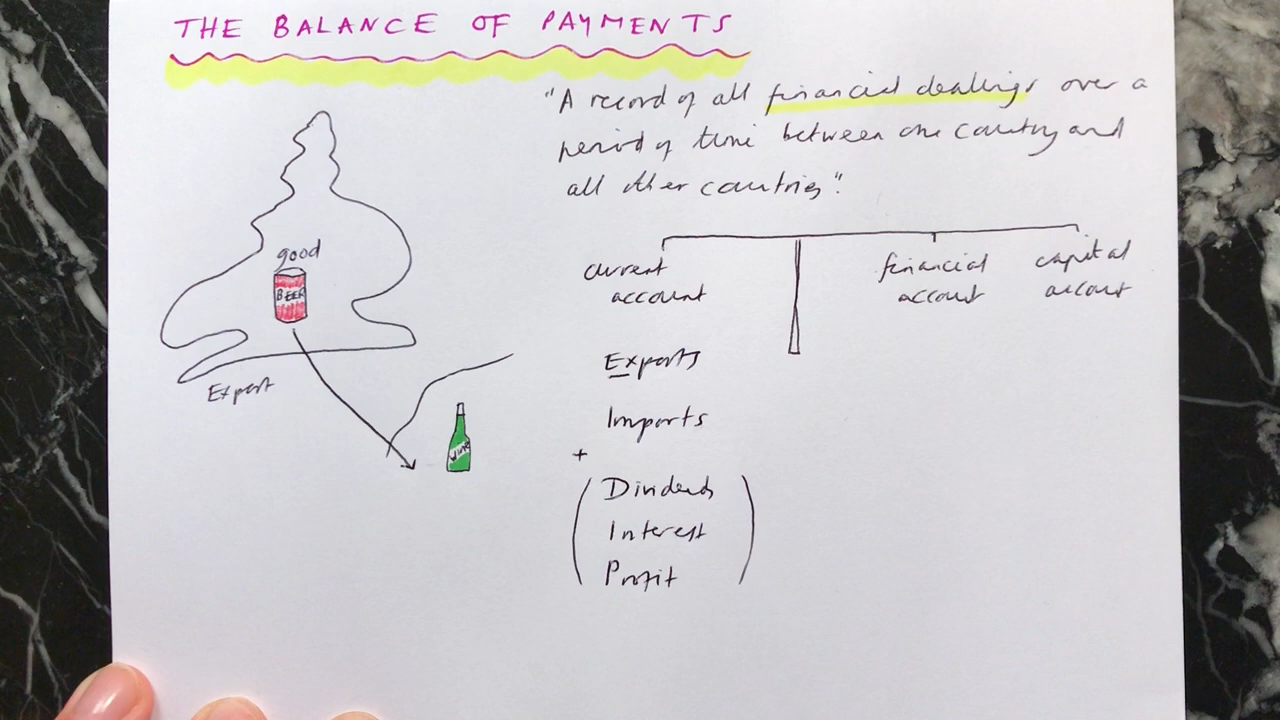 THE BALANCE OF PAYMENTS
"A record of all financial dealings over a
period of time between one country and
all other countries".
good
BEER
Export
WINE
current
account
financial
account
capital
account
Exports
Imports
+
( Dividends
Interest
Profit )